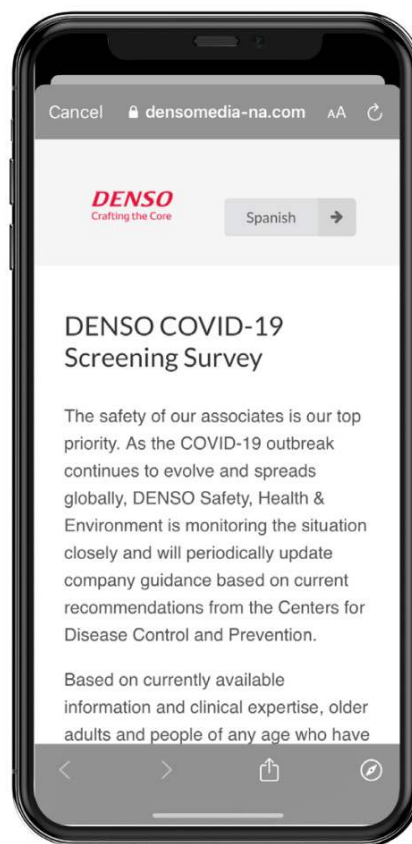 Cancel densomedia-na.com AA
DENSO
Crafting the Core
Spanish
DENSO COVID-19
Screening Survey
The safety of our associates is our top
priority. As the COVID-19 outbreak
continues to evolve and spreads
globally, DENSO Safety, Health &
Environment is monitoring the situation
closely and will periodically update
company guidance based on current
recommendations from the Centers for
Disease Control and Prevention.
Based on currently available
information and clinical expertise, older
adults and people of any age who have